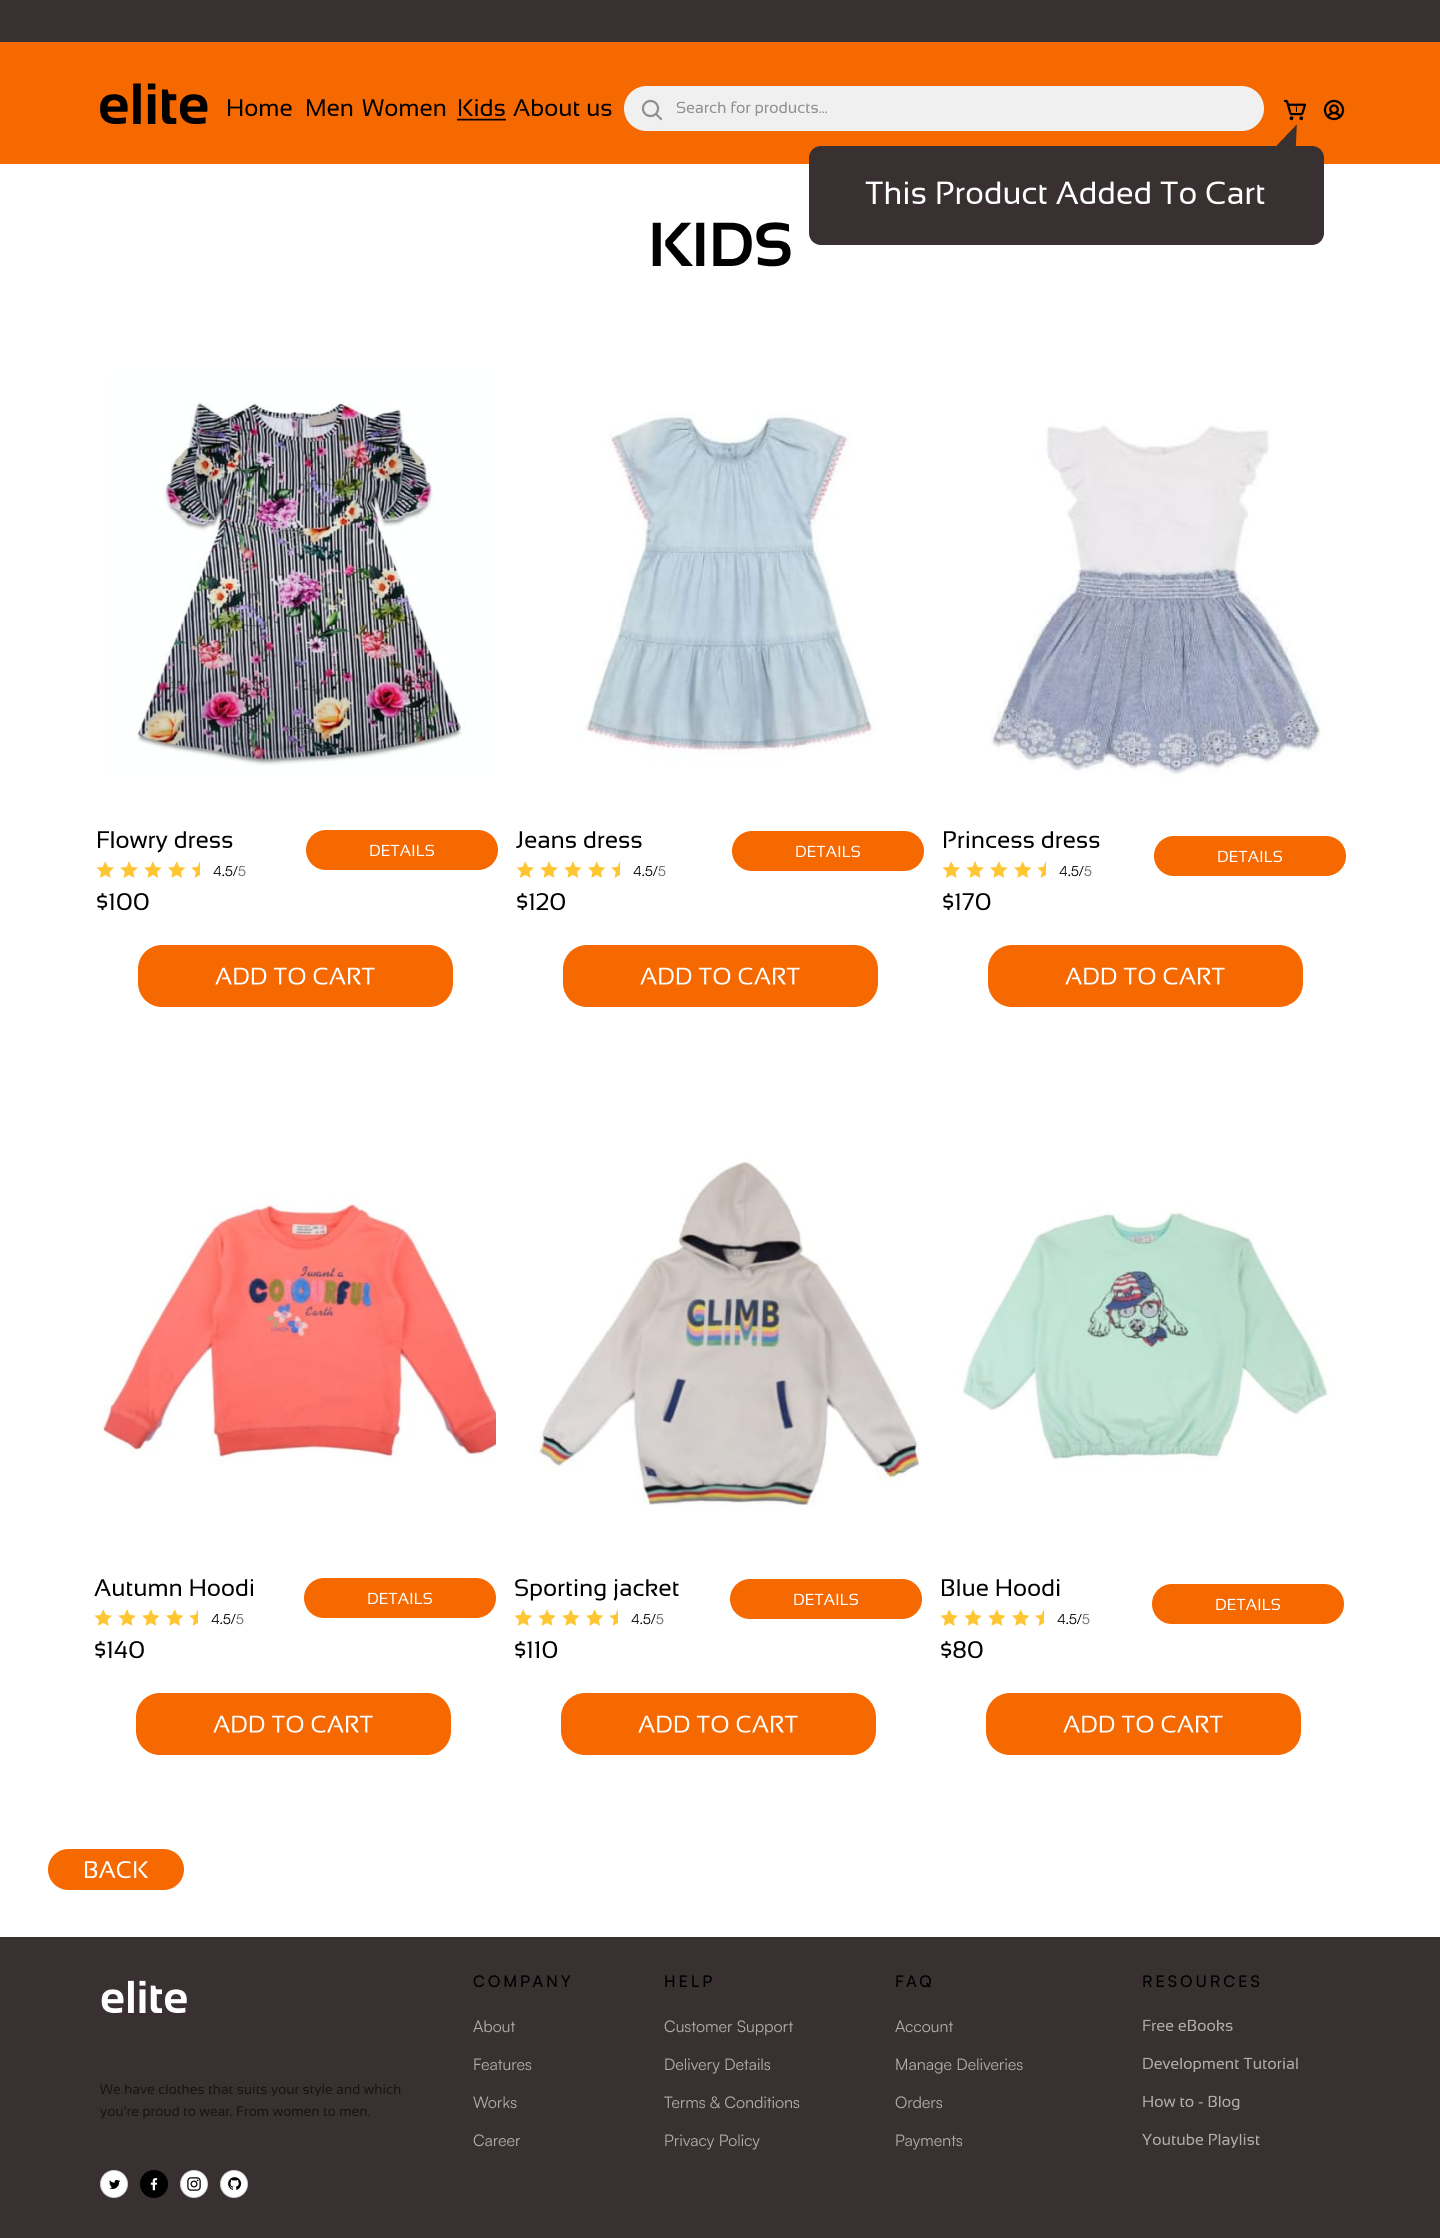 elite Home Men Women Kids About us Search for products...
This Product Added To Cart
KIDS
Flowry dress DETAILS Jeans dress DETAILS Princess dress DETAILS
4.5/5 4.5/5 4.5/5
$100 $120 $170
ADD TO CART ADD TO CART ADD TO CART
I want a
COLOURFUL
Earth
CLIMB
CLIMB
Autumn Hoodi DETAILS Sporting jacket DETAILS Blue Hoodi DETAILS
4.5/5 4.5/5 4.5/5
$140 $110 $80
ADD TO CART ADD TO CART ADD TO CART
BACK
elite
We have clothes that suits your style and which
you're proud to wear. From women to men.
COMPANY
About
Features
Works
Career
HELP
Customer Support
Delivery Details
Terms & Conditions
Privacy Policy
FAQ
Account
Manage Deliveries
Orders
Payments
RESOURCES
Free eBooks
Development Tutorial
How to - Blog
Youtube Playlist